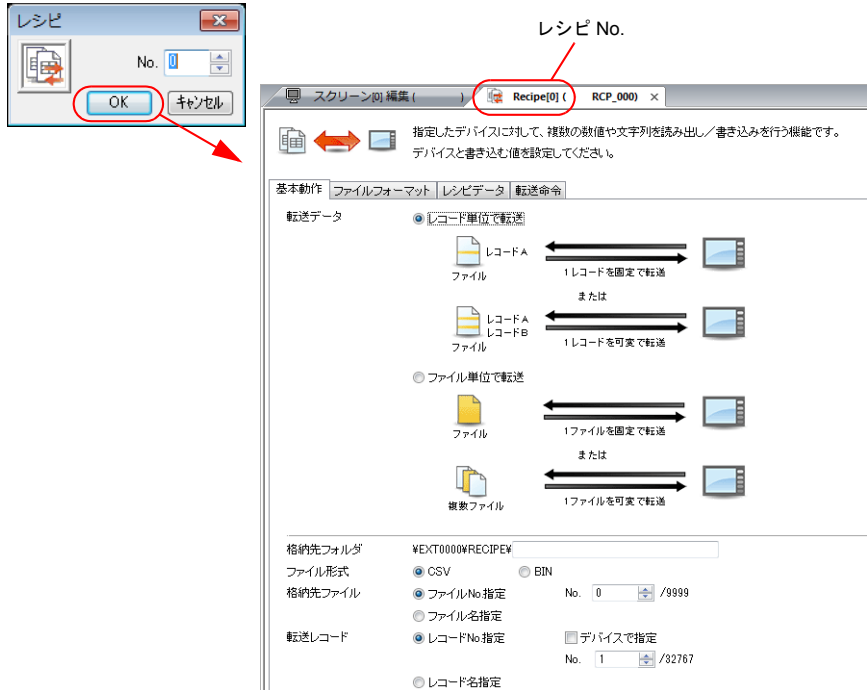 レシピ
No. 0
OK
キャンセル
レシピ No.
スクリーン[0] 編集 ( )
Recipe[0] ( RCP_000)
指定したデバイスに対して、複数の数値や文字列を読み出し／書き込みを行う機能です。
デバイスと書き込む値を設定してください。
基本動作 ファイルフォーマット レシピデータ 転送命令
転送データ
レコード単位で転送
レコードA
ファイル
1レコードを固定で転送
または
レコードA
レコードB
ファイル
1レコードを可変で転送
ファイル単位で転送
ファイル
1ファイルを固定で転送
または
複数ファイル
1ファイルを可変で転送
格納先フォルダ ¥EXT0000¥RECIPE¥
ファイル形式 CSV BIN
格納先ファイル ファイルNo.指定 No. 0 /9999
ファイル名指定
転送レコード レコードNo.指定 デバイスで指定
No. 1 /32767
レコード名指定